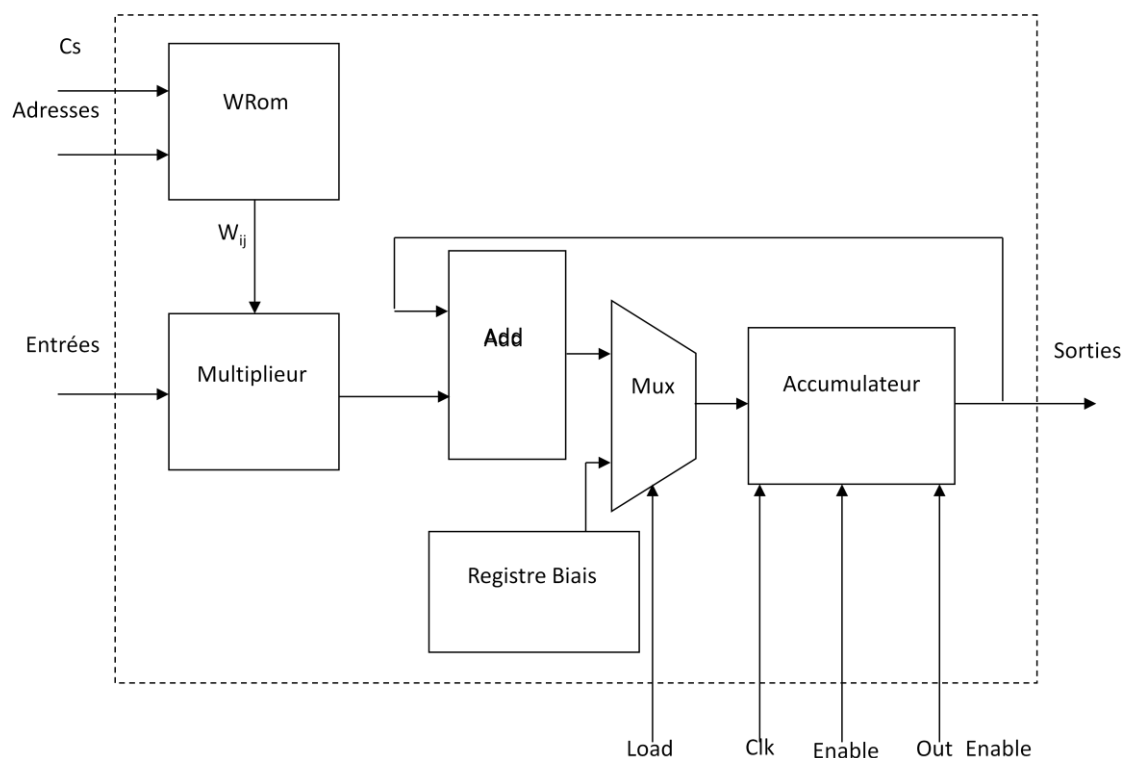 Cs
WRom
Adresses
W_ij
Entrées
Multiplieur
Add
Mux
Accumulateur
Sorties
Registre Biais
Load
Clk
Enable
Out Enable